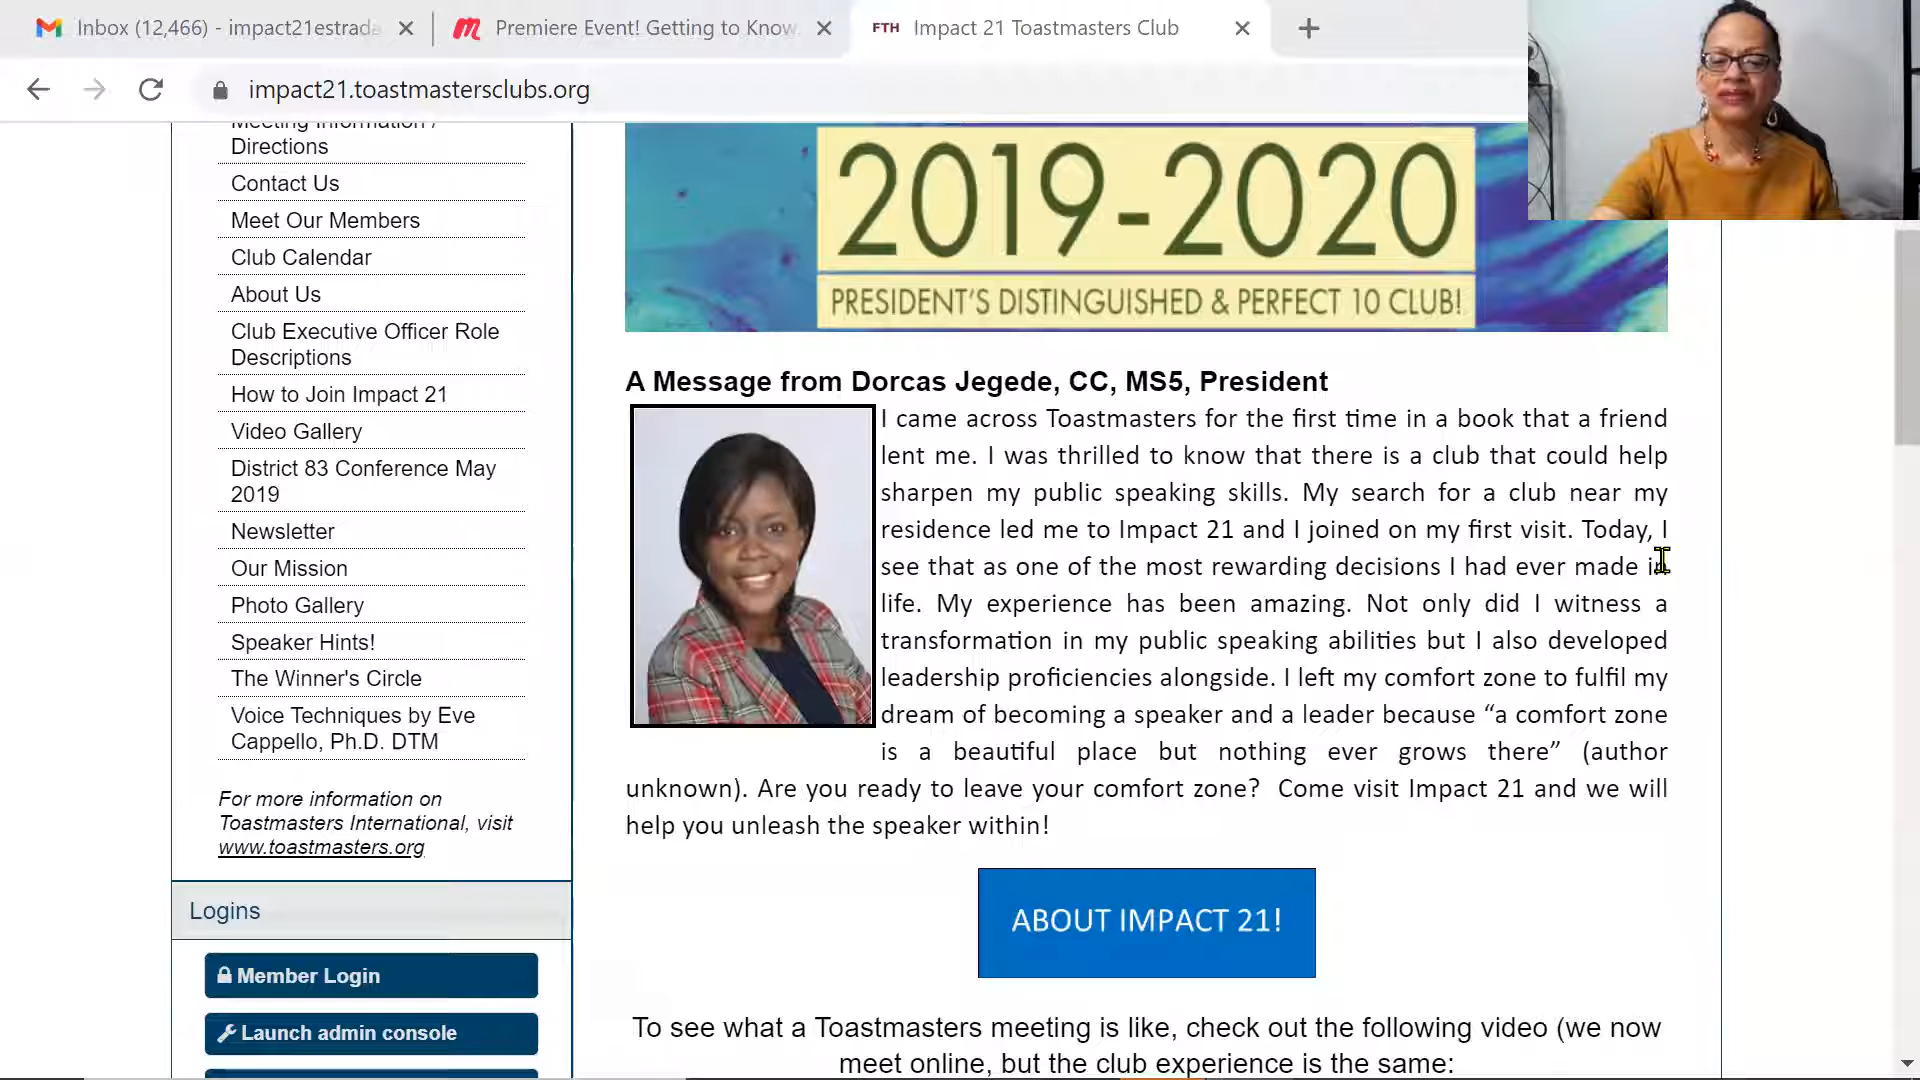 Inbox (12,466) - impact21estrada
Premiere Event! Getting to Know
FTH Impact 21 Toastmasters Club
impact21.toastmastersclubs.org
Meeting Information /
Directions
Contact Us
Meet Our Members
Club Calendar
About Us
Club Executive Officer Role
Descriptions
How to Join Impact 21
Video Gallery
District 83 Conference May
2019
Newsletter
Our Mission
Photo Gallery
Speaker Hints!
The Winner's Circle
Voice Techniques by Eve
Cappello, Ph.D. DTM
For more information on
Toastmasters International, visit
www.toastmasters.org
Logins
Member Login
Launch admin console
2019-2020
PRESIDENT'S DISTINGUISHED & PERFECT 10 CLUB!
A Message from Dorcas Jegede, CC, MS5, President
I came across Toastmasters for the first time in a book that a friend
lent me. I was thrilled to know that there is a club that could help
sharpen my public speaking skills. My search for a club near my
residence led me to Impact 21 and I joined on my first visit. Today, I
see that as one of the most rewarding decisions I had ever made in
life. My experience has been amazing. Not only did I witness a
transformation in my public speaking abilities but I also developed
leadership proficiencies alongside. I left my comfort zone to fulfil my
dream of becoming a speaker and a leader because “a comfort zone
is a beautiful place but nothing ever grows there” (author
unknown). Are you ready to leave your comfort zone? Come visit Impact 21 and we will
help you unleash the speaker within!
ABOUT IMPACT 21!
To see what a Toastmasters meeting is like, check out the following video (we now
meet online, but the club experience is the same: